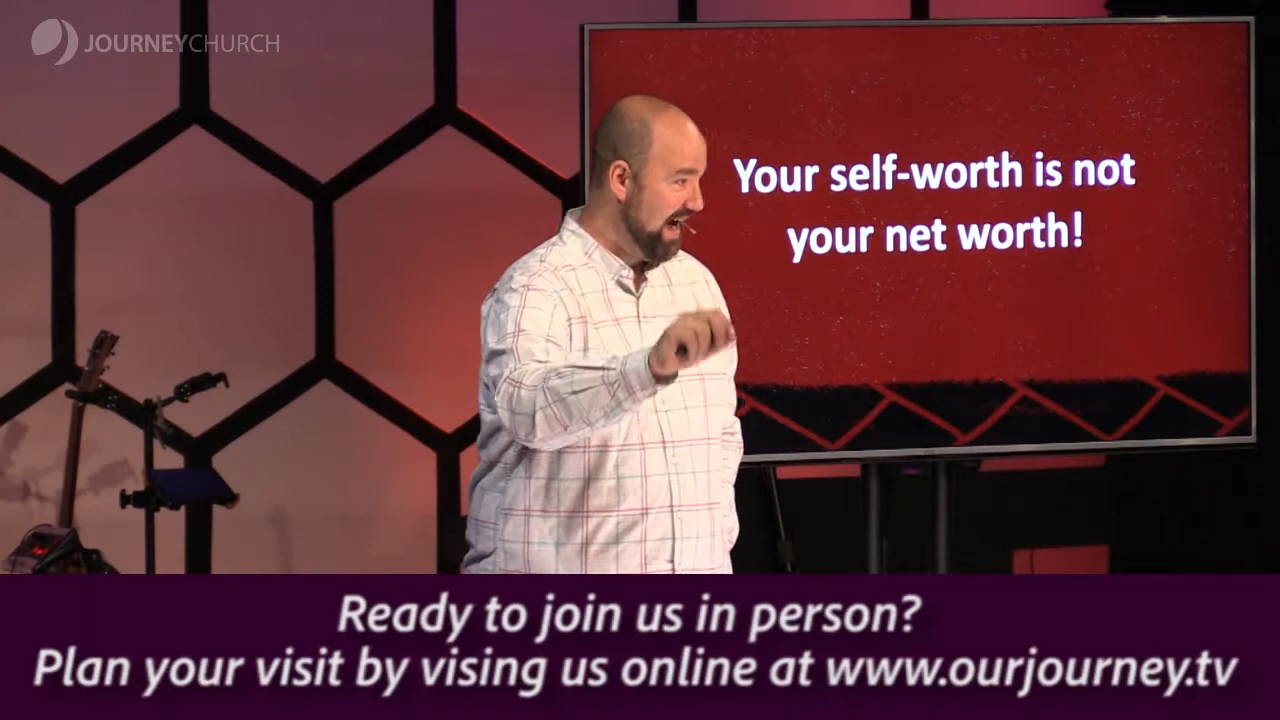 JOURNEYCHURCH
Your self-worth is not
your net worth!
Ready to join us in person?
Plan your visit by vising us online at www.ourjourney.tv